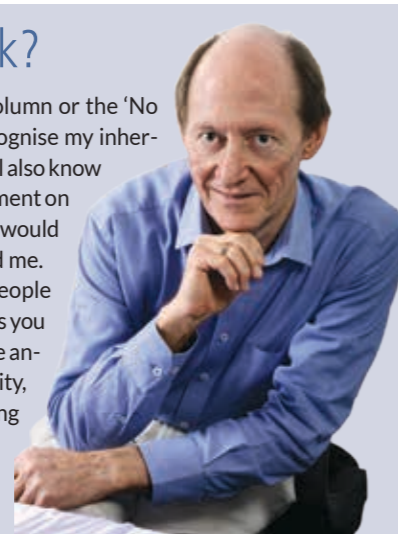 k?
olumn or the ‘No
ognise my inher-
l also know
ment on
would
d me.
eople
s you
e an-
ity,
ng